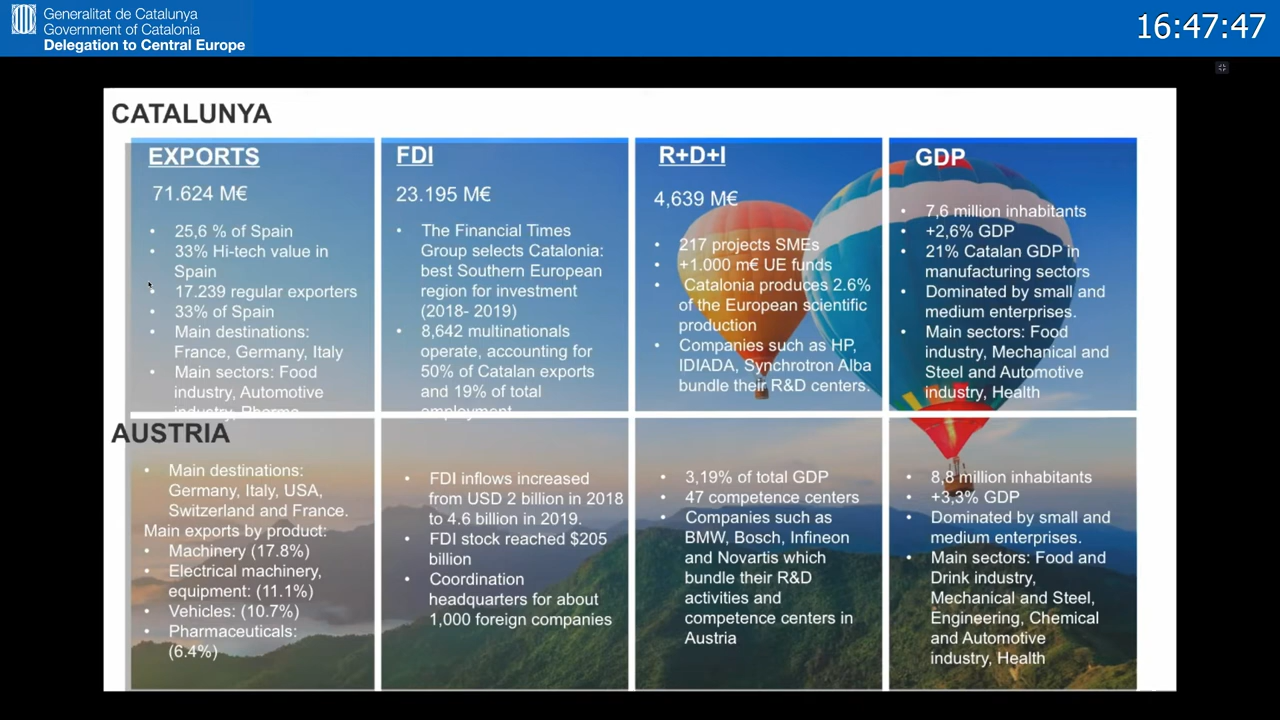 Generalitat de Catalunya
Government of Catalonia
Delegation to Central Europe
16:47:47
CATALUNYA
EXPORTS
71.624 M€
• 25,6 % of Spain
• 33% Hi-tech value in
Spain
• 17.239 regular exporters
• 33% of Spain
• Main destinations:
France, Germany, Italy
• Main sectors: Food
industry, Automotive
industry, Pharma
FDI
23.195 M€
• The Financial Times
Group selects Catalonia:
best Southern European
region for investment
(2018- 2019)
• 8,642 multinationals
operate, accounting for
50% of Catalan exports
and 19% of total
employment
R+D+I
4,639 M€
• 217 projects SMEs
• +1.000 m€ UE funds
• Catalonia produces 2.6%
of the European scientific
production
• Companies such as HP,
IDIADA, Synchrotron Alba
bundle their R&D centers.
GDP
• 7,6 million inhabitants
• +2,6% GDP
• 21% Catalan GDP in
manufacturing sectors
• Dominated by small and
medium enterprises.
• Main sectors: Food
industry, Mechanical and
Steel and Automotive
industry, Health
AUSTRIA
• Main destinations:
Germany, Italy, USA,
Switzerland and France.
Main exports by product:
• Machinery (17.8%)
• Electrical machinery,
equipment: (11.1%)
• Vehicles: (10.7%)
• Pharmaceuticals:
(6.4%)
• FDI inflows increased
from USD 2 billion in 2018
to 4.6 billion in 2019.
• FDI stock reached $205
billion
• Coordination
headquarters for about
1,000 foreign companies
• 3,19% of total GDP
• 47 competence centers
• Companies such as
BMW, Bosch, Infineon
and Novartis which
bundle their R&D
activities and
competence centers in
Austria
• 8,8 million inhabitants
• +3,3% GDP
• Dominated by small and
medium enterprises.
• Main sectors: Food and
Drink industry,
Mechanical and Steel,
Engineering, Chemical
and Automotive
industry, Health